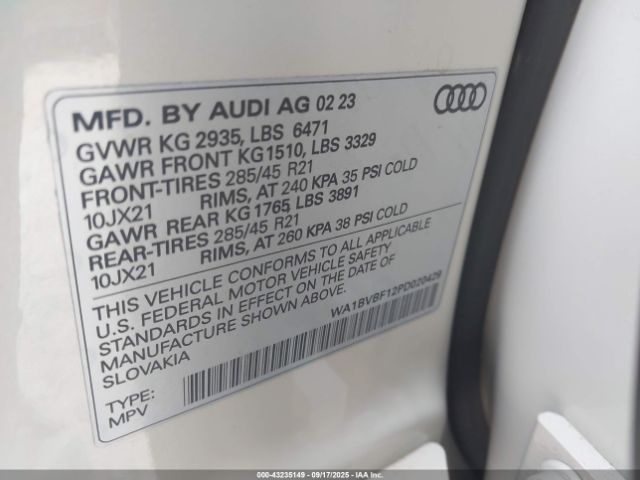 MFD. BY AUDI AG 02 23
GVWR KG 2935, LBS 6471
GAWR FRONT KG1510, LBS 3329
FRONT-TIRES 285/45 R21
10JX21 RIMS, AT 240 KPA 35 PSI COLD
GAWR REAR KG 1765, LBS 3891
REAR-TIRES 285/45 R21
10JX21 RIMS, AT 260 KPA 38 PSI COLD
THIS VEHICLE CONFORMS TO ALL APPLICABLE
U.S. FEDERAL MOTOR VEHICLE SAFETY
STANDARDS IN EFFECT ON THE DATE OF
MANUFACTURE SHOWN ABOVE.
SLOVAKIA
WA1BVBF12PD020429
TYPE:
MPV
000-43235149 - 09/17/2025 - IAA Inc.